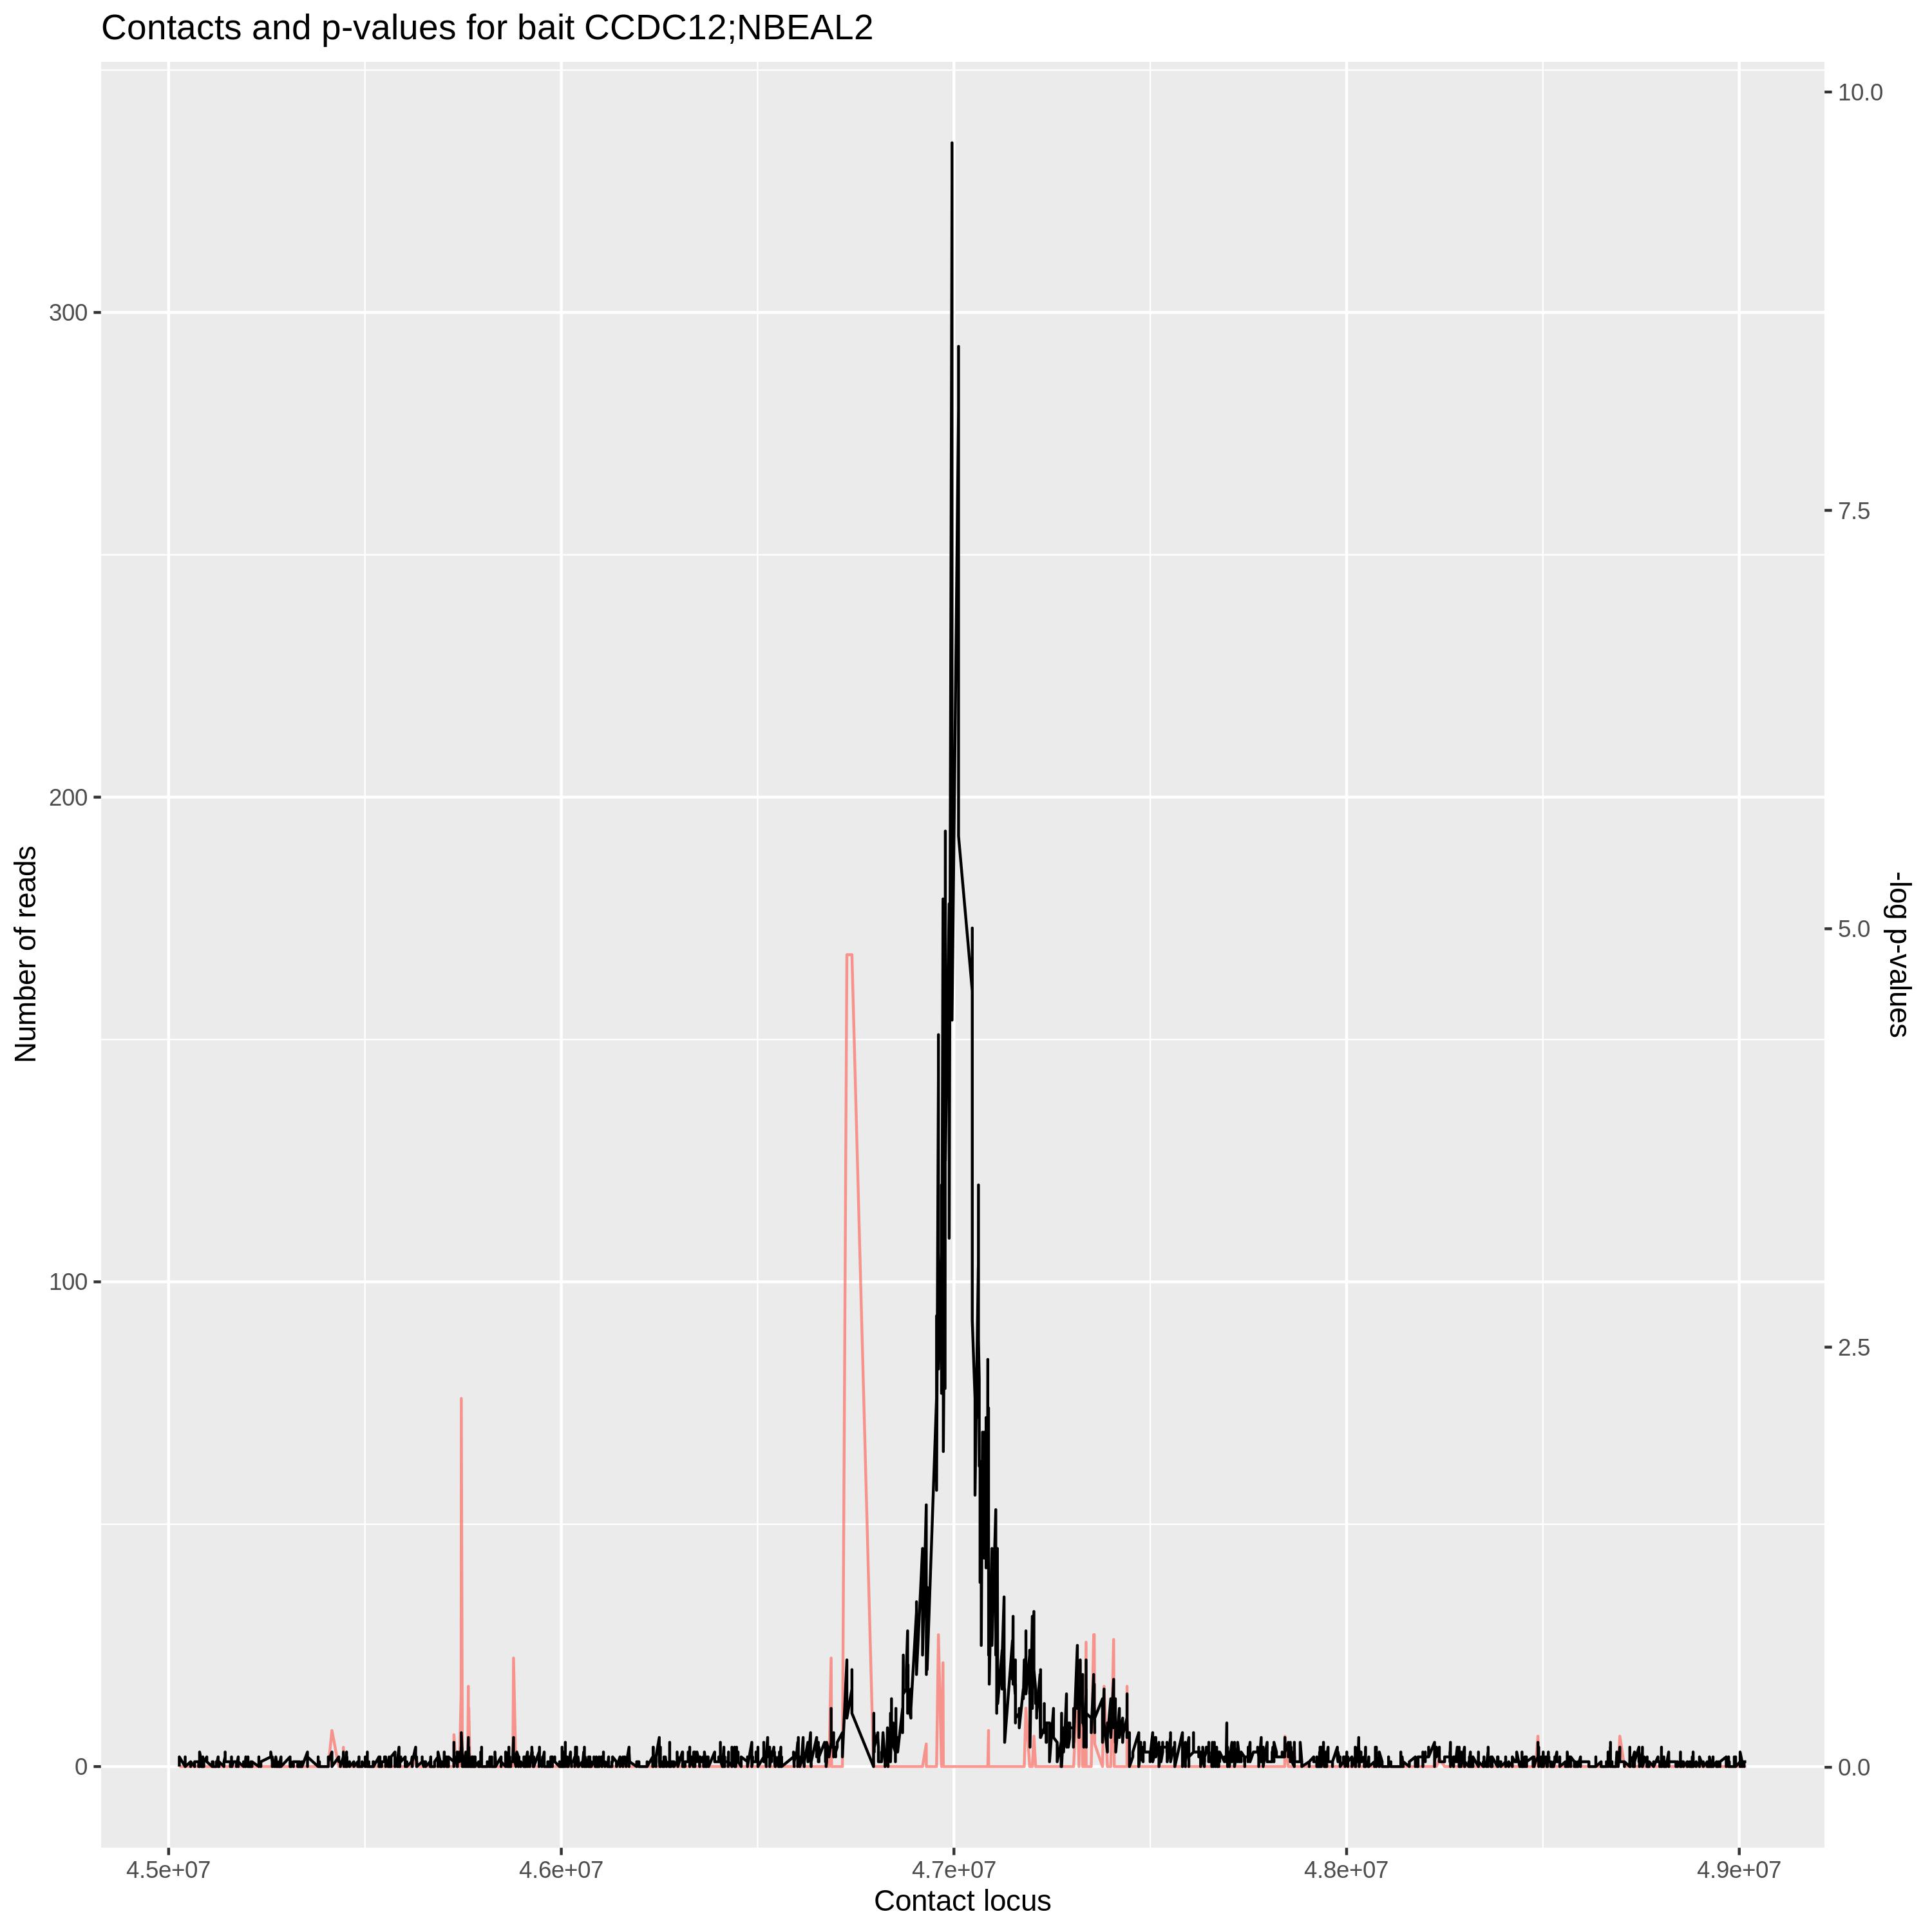 Contacts and p-values for bait CCDC12;NBEAL2
10.0
300
7.5
200
5.0
Number of reads
-log p-values
100
2.5
0
0.0
4.5e+07
4.6e+07
4.7e+07
4.8e+07
4.9e+07
Contact locus